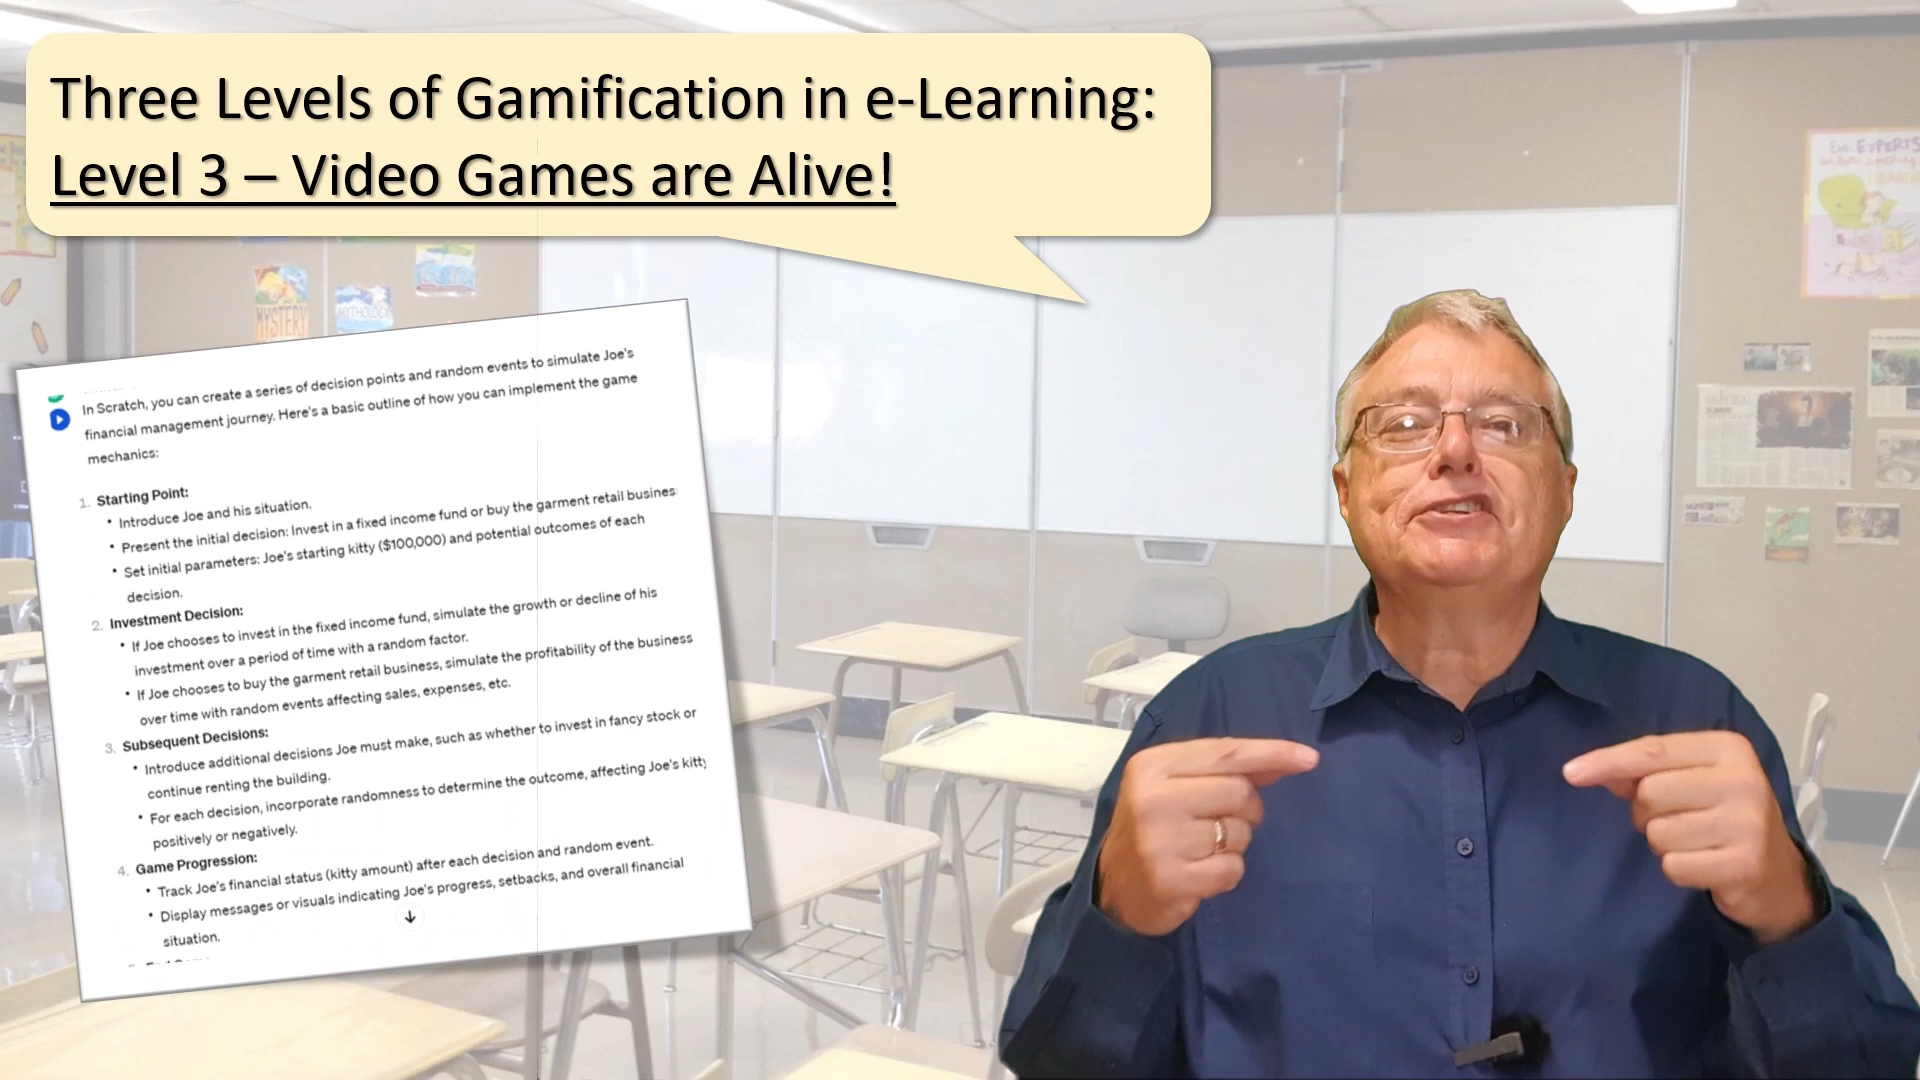 Three Levels of Gamification in e-Learning:
Level 3 – Video Games are Alive!
In Scratch, you can create a series of decision points and random events to simulate Joe's
financial management journey. Here's a basic outline of how you can implement the game
mechanics:
1. Starting Point:
• Introduce Joe and his situation.
• Present the initial decision: Invest in a fixed income fund or buy the garment retail busines
• Set initial parameters: Joe's starting kitty ($100,000) and potential outcomes of each
decision.
2. Investment Decision:
• If Joe chooses to invest in the fixed income fund, simulate the growth or decline of his
investment over a period of time with a random factor.
• If Joe chooses to buy the garment retail business, simulate the profitability of the business
over time with random events affecting sales, expenses, etc.
3. Subsequent Decisions:
• Introduce additional decisions Joe must make, such as whether to invest in fancy stock or
continue renting the building.
• For each decision, incorporate randomness to determine the outcome, affecting Joe's kitty
positively or negatively.
4. Game Progression:
• Track Joe's financial status (kitty amount) after each decision and random event.
• Display messages or visuals indicating Joe's progress, setbacks, and overall financial
situation.
MYSTERY
MYTHOLOGY
EXPERTS